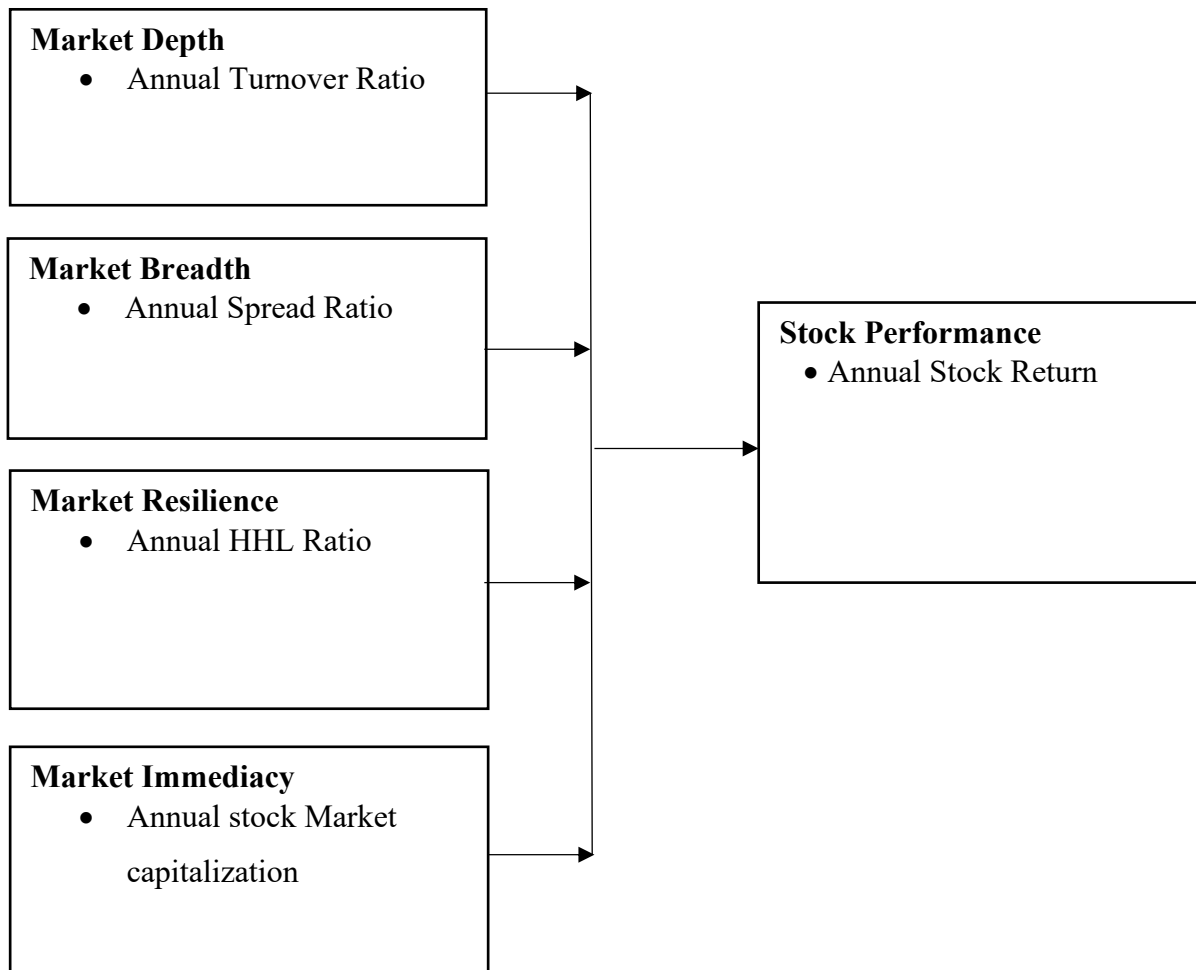 Market Depth
• Annual Turnover Ratio
Market Breadth
• Annual Spread Ratio
Market Resilience
• Annual HHL Ratio
Market Immediacy
• Annual stock Market
capitalization
Stock Performance
• Annual Stock Return